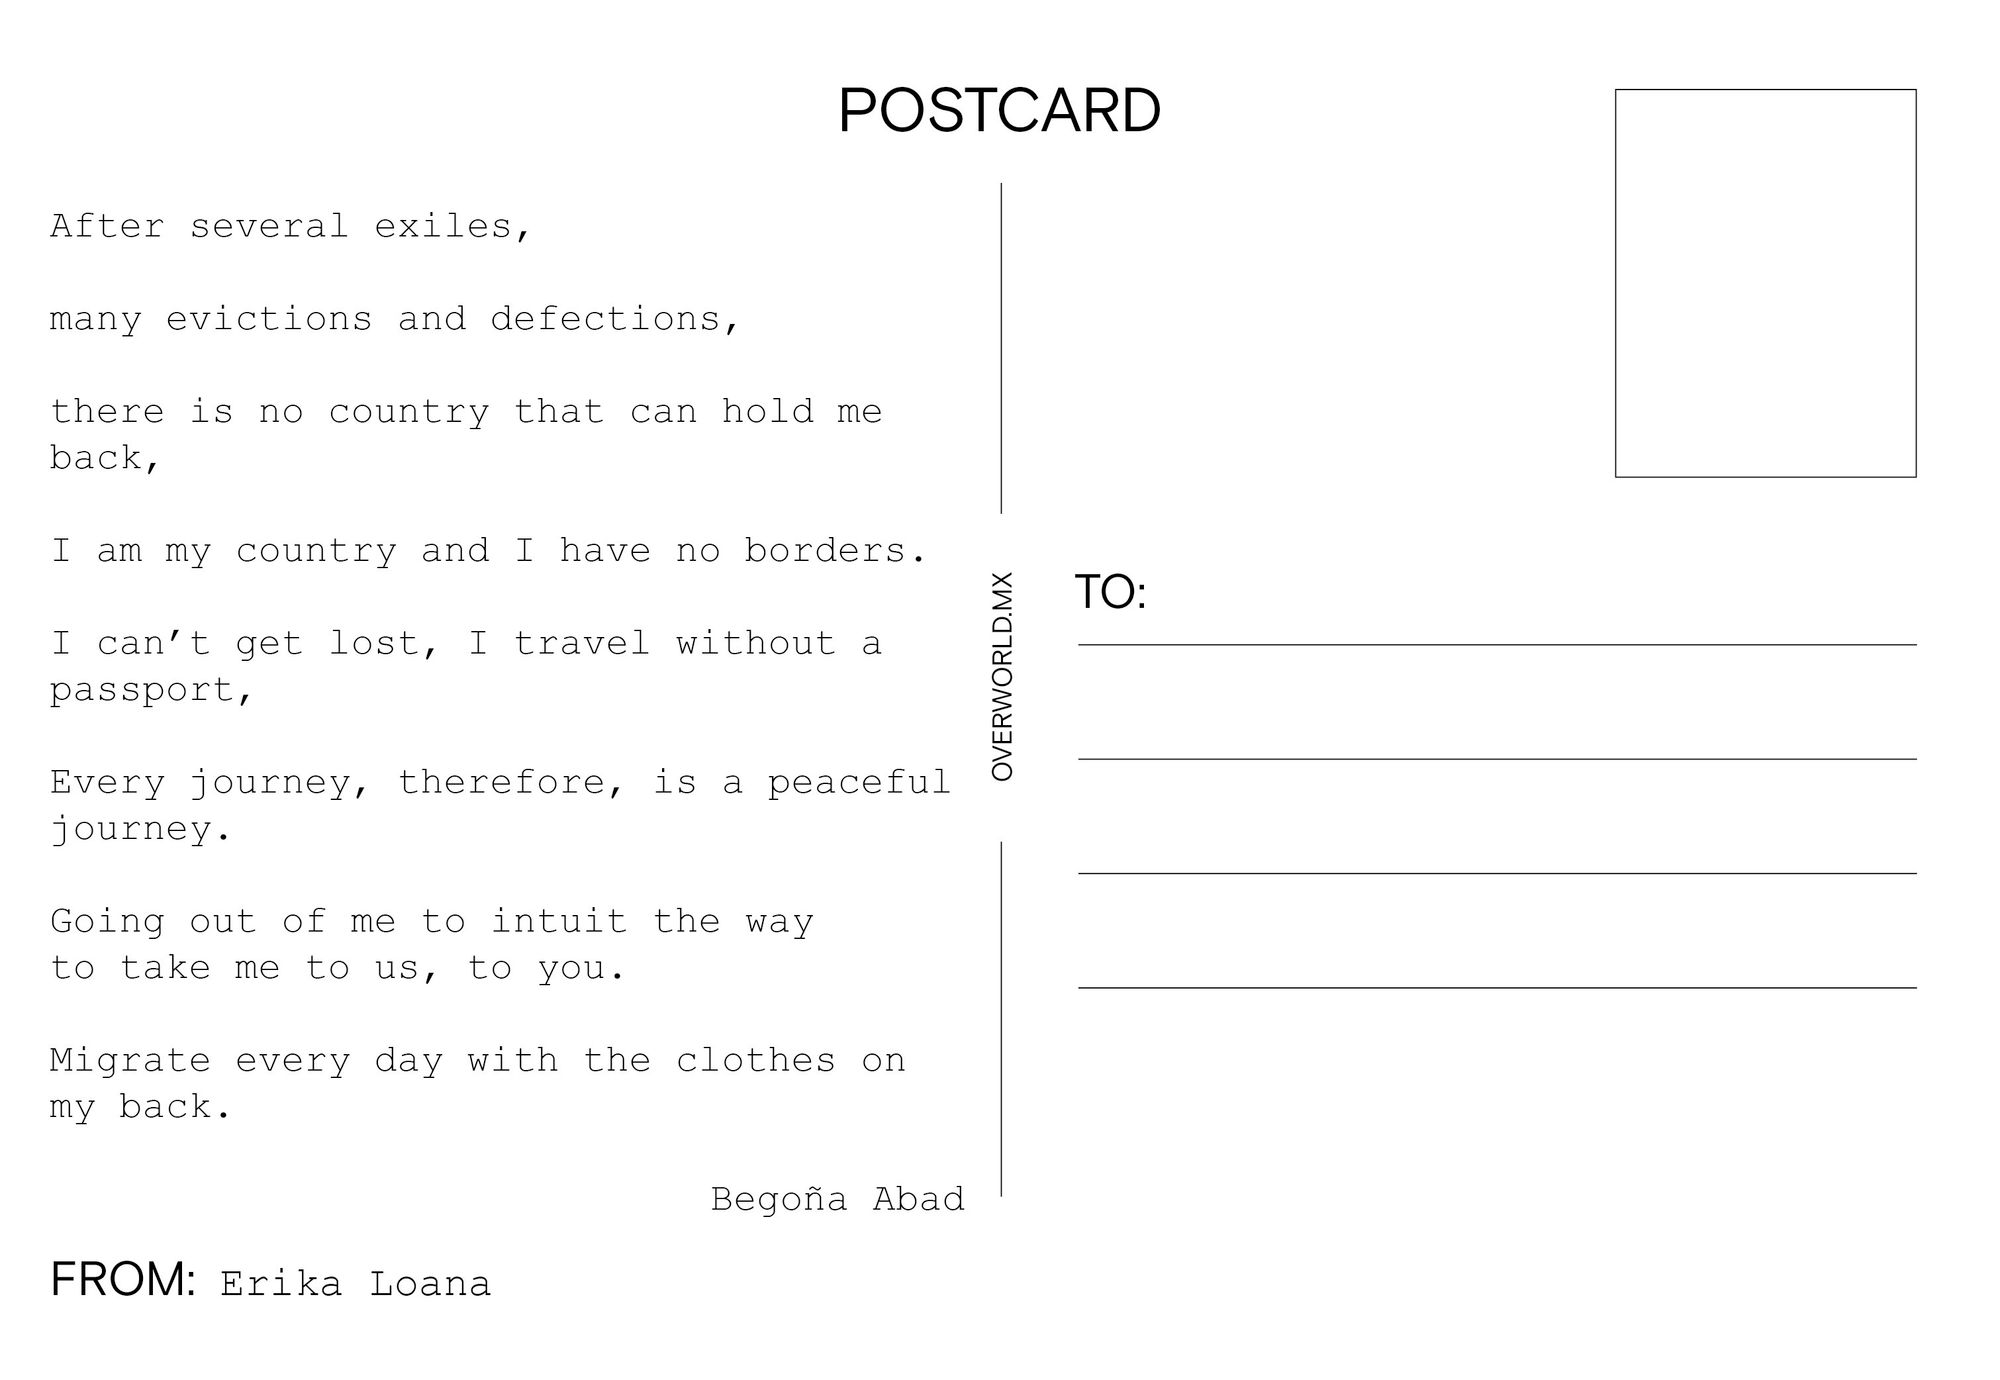 POSTCARD
After several exiles,
many evictions and defections,
there is no country that can hold me
back,
I am my country and I have no borders.
I can’t get lost, I travel without a
passport,
Every journey, therefore, is a peaceful
journey.
Going out of me to intuit the way
to take me to us, to you.
Migrate every day with the clothes on
my back.
Begoña Abad
FROM: Erika Loana
OVERWORLD.MX
TO: